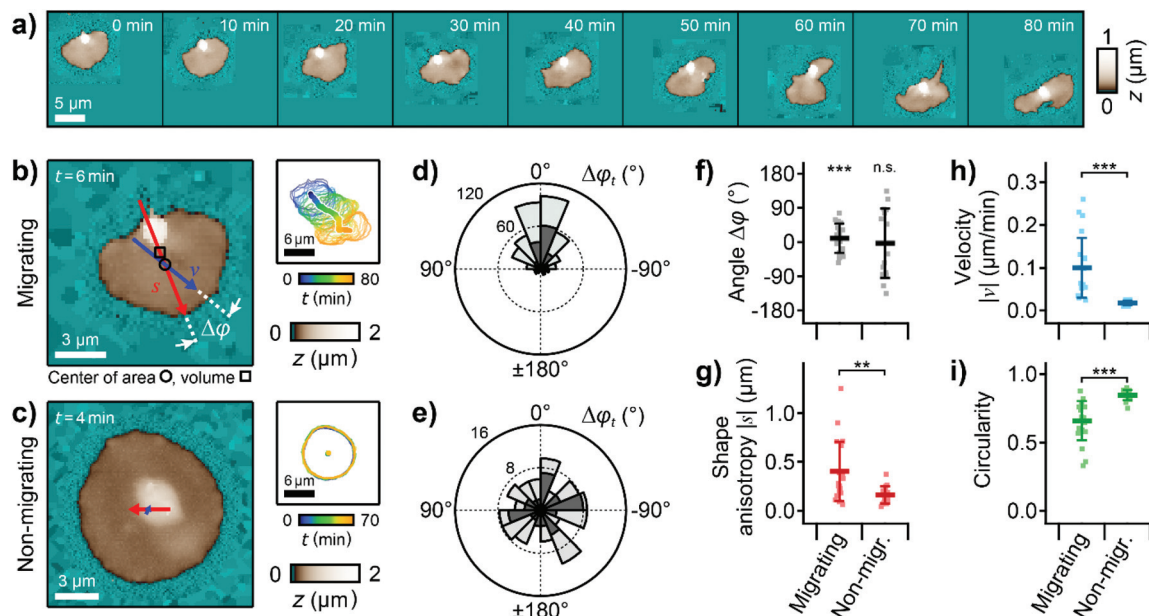 a)
0 min
10 min
20 min
30 min
40 min
50 min
60 min
70 min
80 min
5 µm
1
0
z (µm)
b)
Migrating
t = 6 min
s
v
Δφ
3 µm
Center of area, volume
6 µm
0 80
t (min)
0 2
z (µm)
c)
Non-migrating
t = 4 min
3 µm
6 µm
0 70
t (min)
0 2
z (µm)
d)
0°
Δφt (°)
120
60
90°
-90°
±180°
e)
0°
Δφt (°)
16
8
90°
-90°
±180°
f)
Angle Δφ (°)
180
90
0
-90
-180
***
n.s.
g)
Shape
anisotropy |s| (µm)
1.0
0.5
0.0
**
Migrating
Non-migr.
h)
Velocity
|v| (µm/min)
0.3
0.2
0.1
0.0
***
i)
Circularity
1.0
0.5
0.0
***
Migrating
Non-migr.